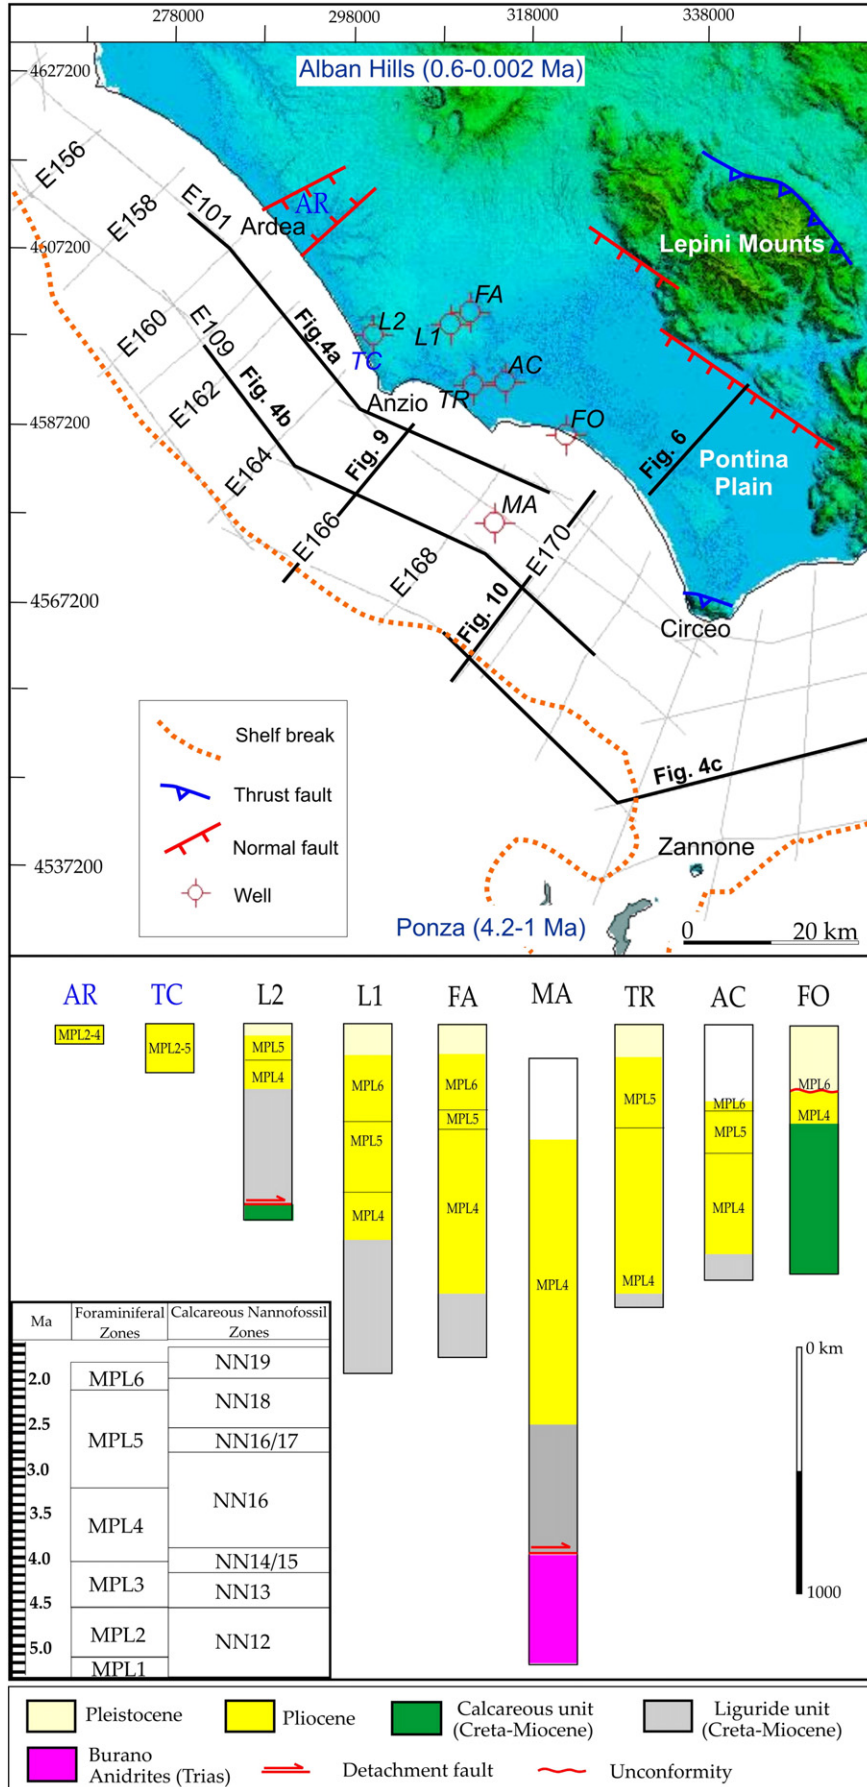 278000
298000
318000
338000
4627200
4607200
4587200
4567200
4537200
Alban Hills (0.6-0.002 Ma)
E156
E158
E101
AR
Ardea
Lepini Mounts
E160
E109
Fig.4a
L2
L1
FA
TC
AC
TR
Anzio
E162
Fig. 4b
FO
Fig. 9
Fig. 6
Pontina
Plain
E164
E166
MA
E168
E170
Fig. 10
Circeo
Shelf break
Thrust fault
Normal fault
Well
Fig. 4c
Zannone
Ponza (4.2-1 Ma)
0
20 km
AR
TC
L2
L1
FA
MA
TR
AC
FO
MPL2-4
MPL2-5
MPL5
MPL4
MPL6
MPL5
MPL4
MPL6
MPL5
MPL4
MPL4
MPL5
MPL4
MPL6
MPL5
MPL4
MPL6
MPL4
Ma
Foraminiferal
Zones
Calcareous Nannofossil
Zones
2.0
2.5
3.0
3.5
4.0
4.5
5.0
MPL6
MPL5
MPL4
MPL3
MPL2
MPL1
NN19
NN18
NN16/17
NN16
NN14/15
NN13
NN12
0 km
1000
Pleistocene
Pliocene
Calcareous unit
(Creta-Miocene)
Liguride unit
(Creta-Miocene)
Burano
Anidrites (Trias)
Detachment fault
Unconformity